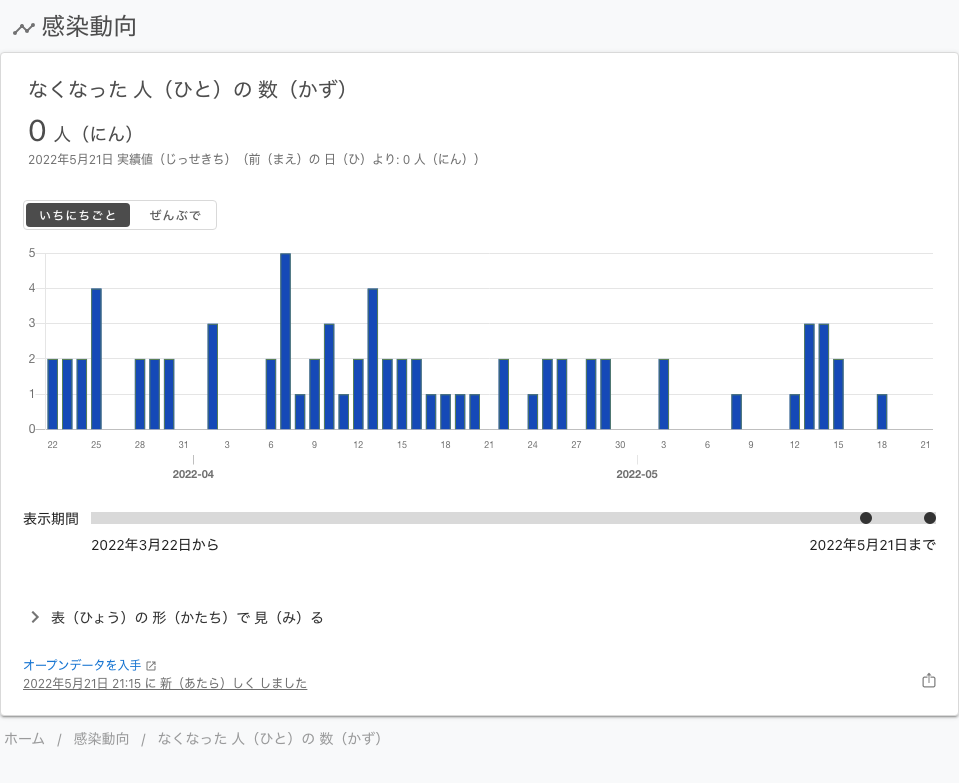 感染動向
なくなった 人（ひと）の 数（かず）
0 人（にん）
2022年5月21日 実績値（じっせきち）（前（まえ）の 日（ひ）より: 0 人（にん））
いちにちごと ぜんぶで
5
4
3
2
1
0
22 25 28 31 3 6 9 12 15 18 21 24 27 30 3 6 9 12 15 18 21
2022-04 2022-05
表示期間
2022年3月22日から 2022年5月21日まで
表（ひょう）の 形（かたち）で 見（み）る
オープンデータを入手
2022年5月21日 21:15 に 新（あたら）しく しました
ホーム / 感染動向 / なくなった 人（ひと）の 数（かず）